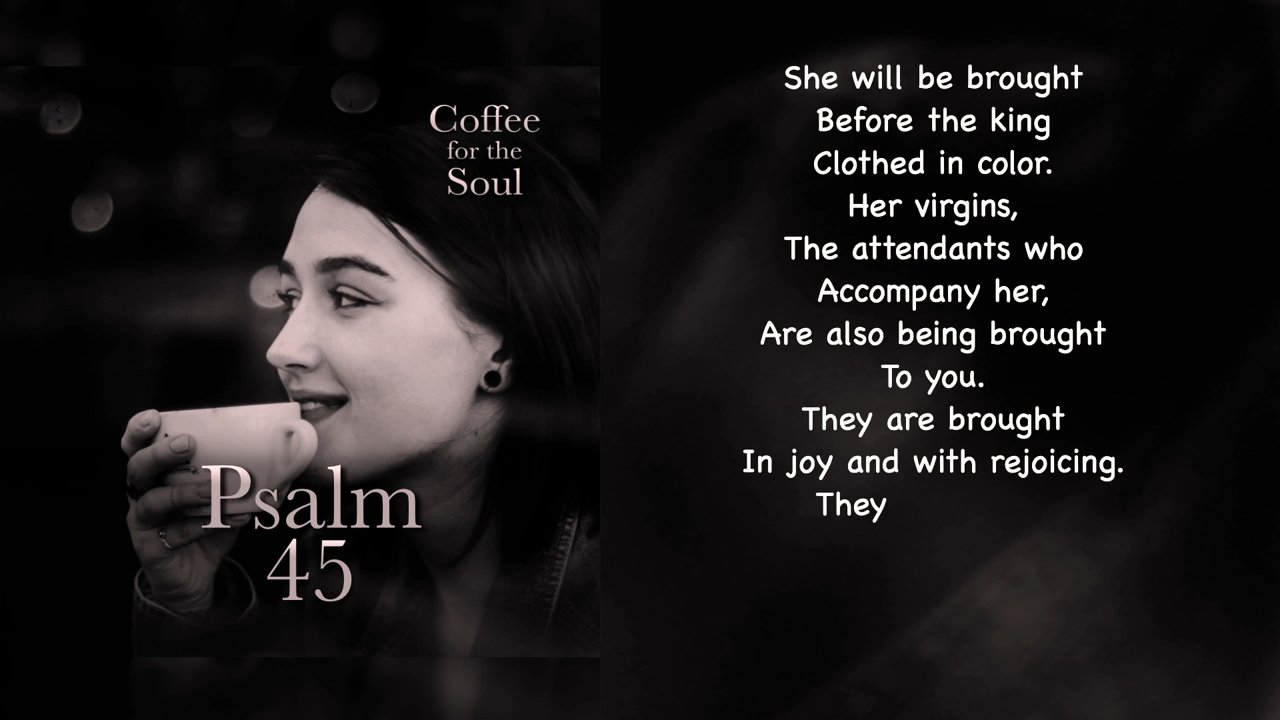 Coffee
for the
Soul
Psalm
45
She will be brought
Before the king
Clothed in color.
Her virgins,
The attendants who
Accompany her,
Are also being brought
To you.
They are brought
In joy and with rejoicing.
They